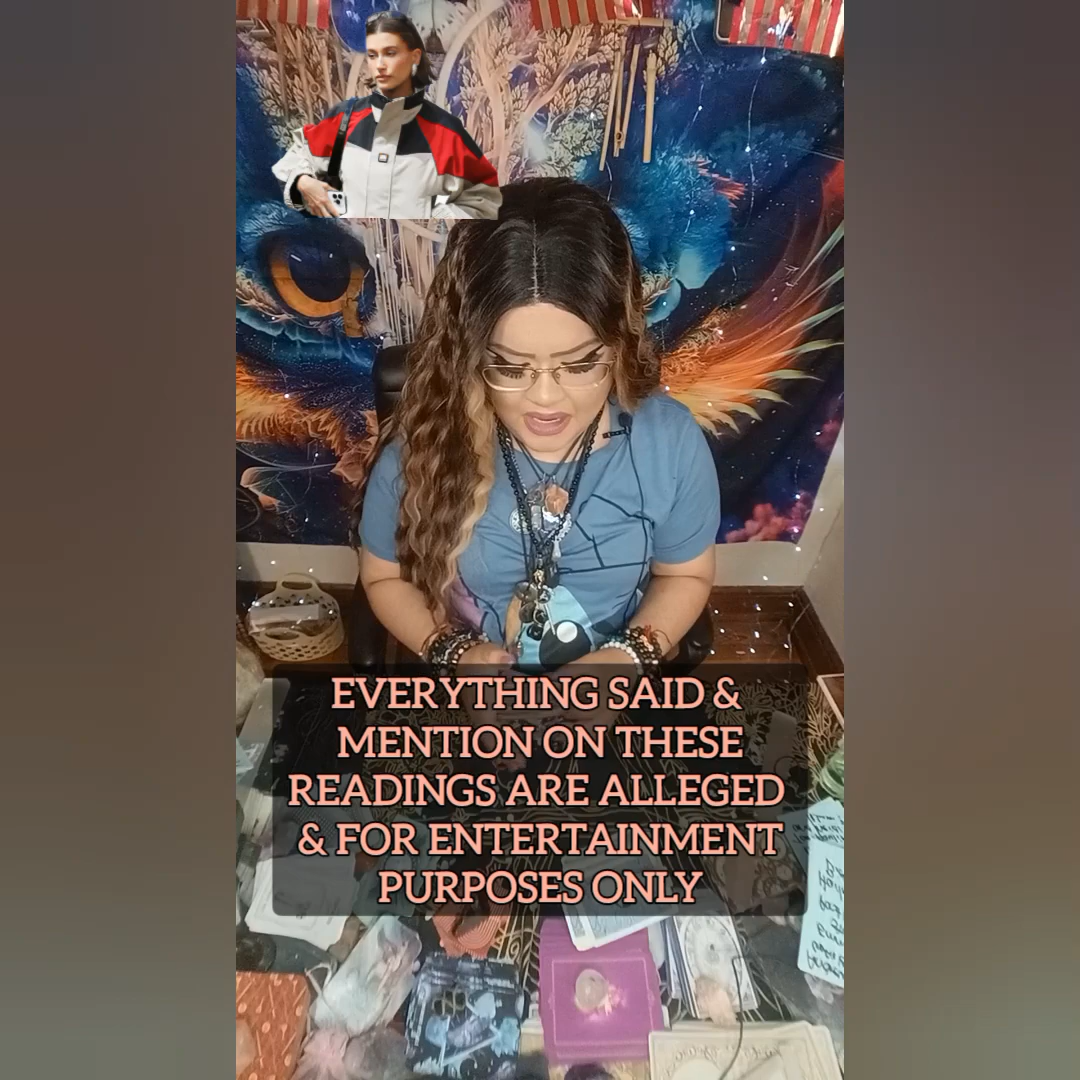 EVERYTHING SAID &
MENTION ON THESE
READINGS ARE ALLEGED
& FOR ENTERTAINMENT
PURPOSES ONLY